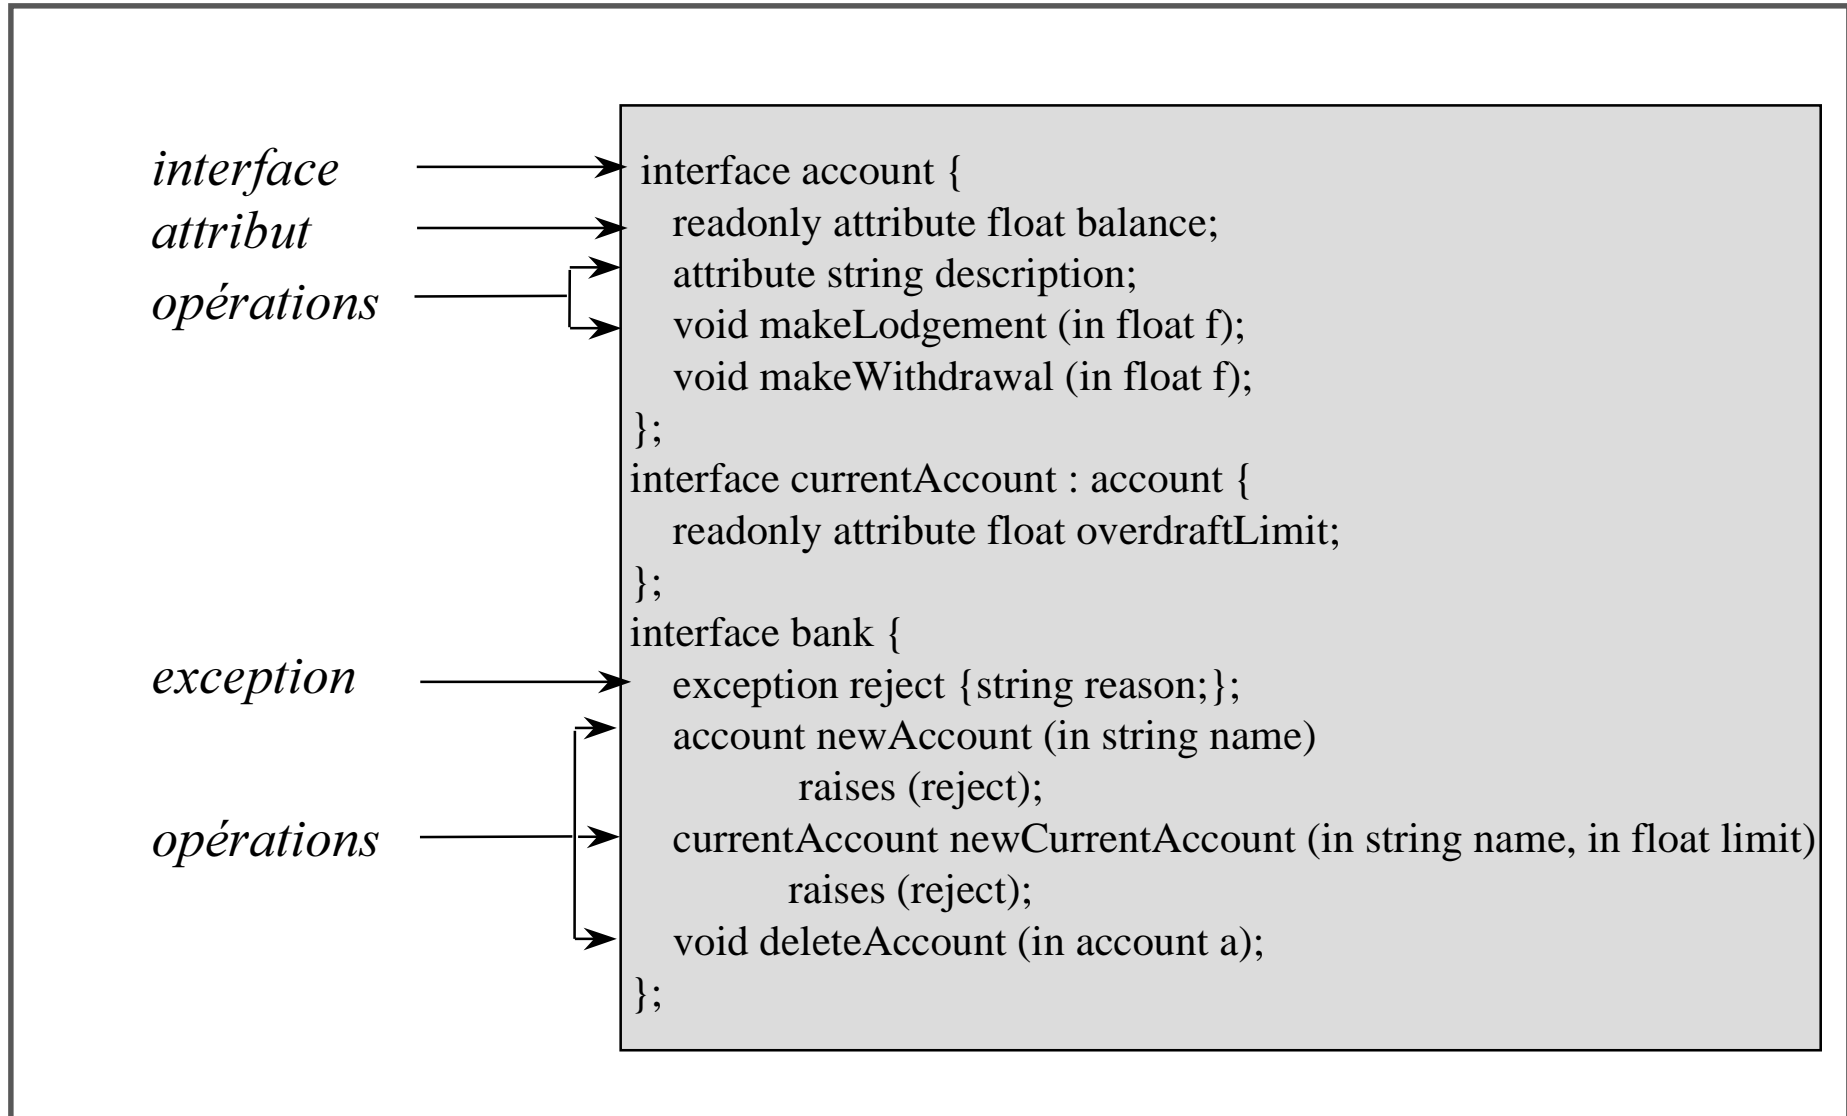 interface
attribut
opérations
exception
opérations
interface account {
readonly attribute float balance;
attribute string description;
void makeLodgement (in float f);
void makeWithdrawal (in float f);
};
interface currentAccount : account {
readonly attribute float overdraftLimit;
};
interface bank {
exception reject {string reason;};
account newAccount (in string name)
raises (reject);
currentAccount newCurrentAccount (in string name, in float limit)
raises (reject);
void deleteAccount (in account a);
};